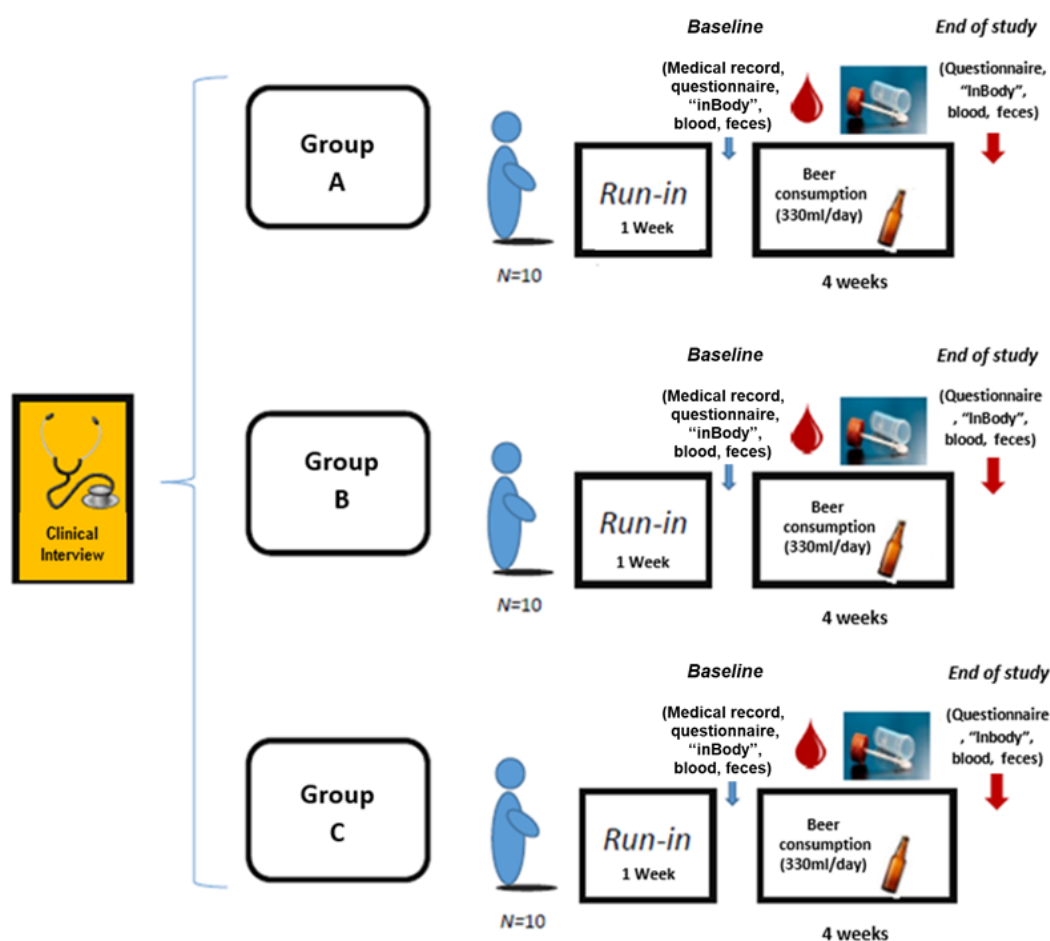 Baseline
End of study
(Medical record,
questionnaire,
“inBody”,
blood, feces)
(Questionnaire,
“InBody”,
blood, feces)
Group
A
Run-in
1 Week
Beer
consumption
(330ml/day)
N=10
4 weeks
Baseline
End of study
(Medical record,
questionnaire,
“inBody”,
blood, feces)
(Questionnaire
, “InBody”,
blood, feces)
Clinical
Interview
Group
B
Run-in
1 Week
Beer
consumption
(330ml/day)
N=10
4 weeks
Baseline
End of study
(Medical record,
questionnaire,
“inBody”,
blood, feces)
(Questionnaire
, “Inbody”,
blood, feces)
Group
C
Run-in
1 Week
Beer
consumption
(330ml/day)
N=10
4 weeks